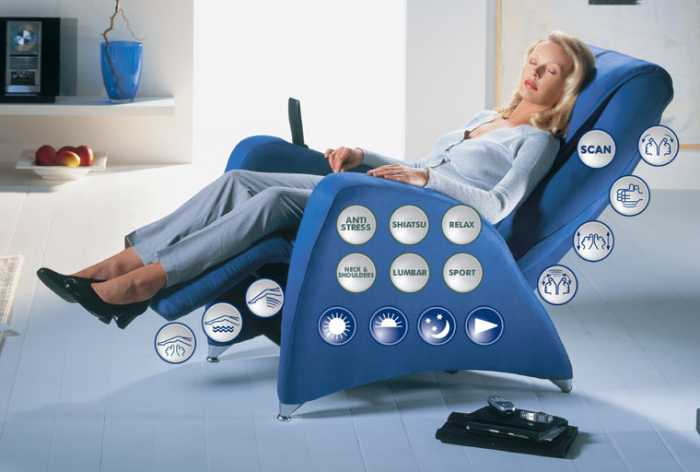 SCAN
ANTI
STRESS
SHIATSU
RELAX
NECK &
SHOULDERS
LUMBAR
SPORT